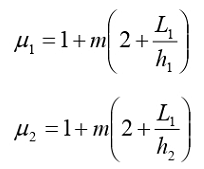 μ₁ = 1 + m(2 + L₁/h₁)
μ₂ = 1 + m(2 + L₁/h₂)